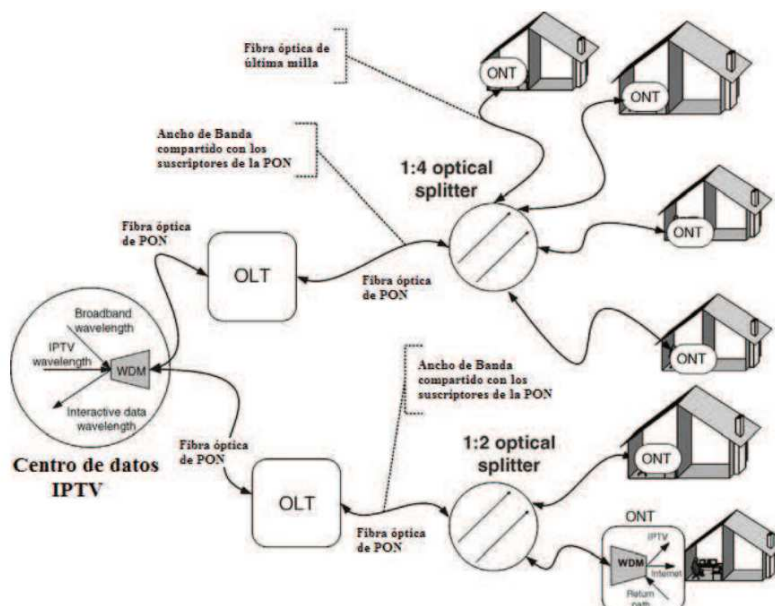 Fibra óptica de
última milla
ONT
ONT
Ancho de Banda
compartido con los
suscriptores de la PON
1:4 optical
splitter
Fibra óptica
de PON
OLT
Fibra óptica
de PON
ONT
Broadband
wavelength
IPTV
wavelength
WDM
Interactive data
wavelength
Centro de datos
IPTV
ONT
Ancho de Banda
compartido con los
suscriptores de la PON
Fibra óptica
de PON
1:2 optical
splitter
ONT
OLT
Fibra óptica
de PON
ONT
IPTV
WDM
Internet
Return
path